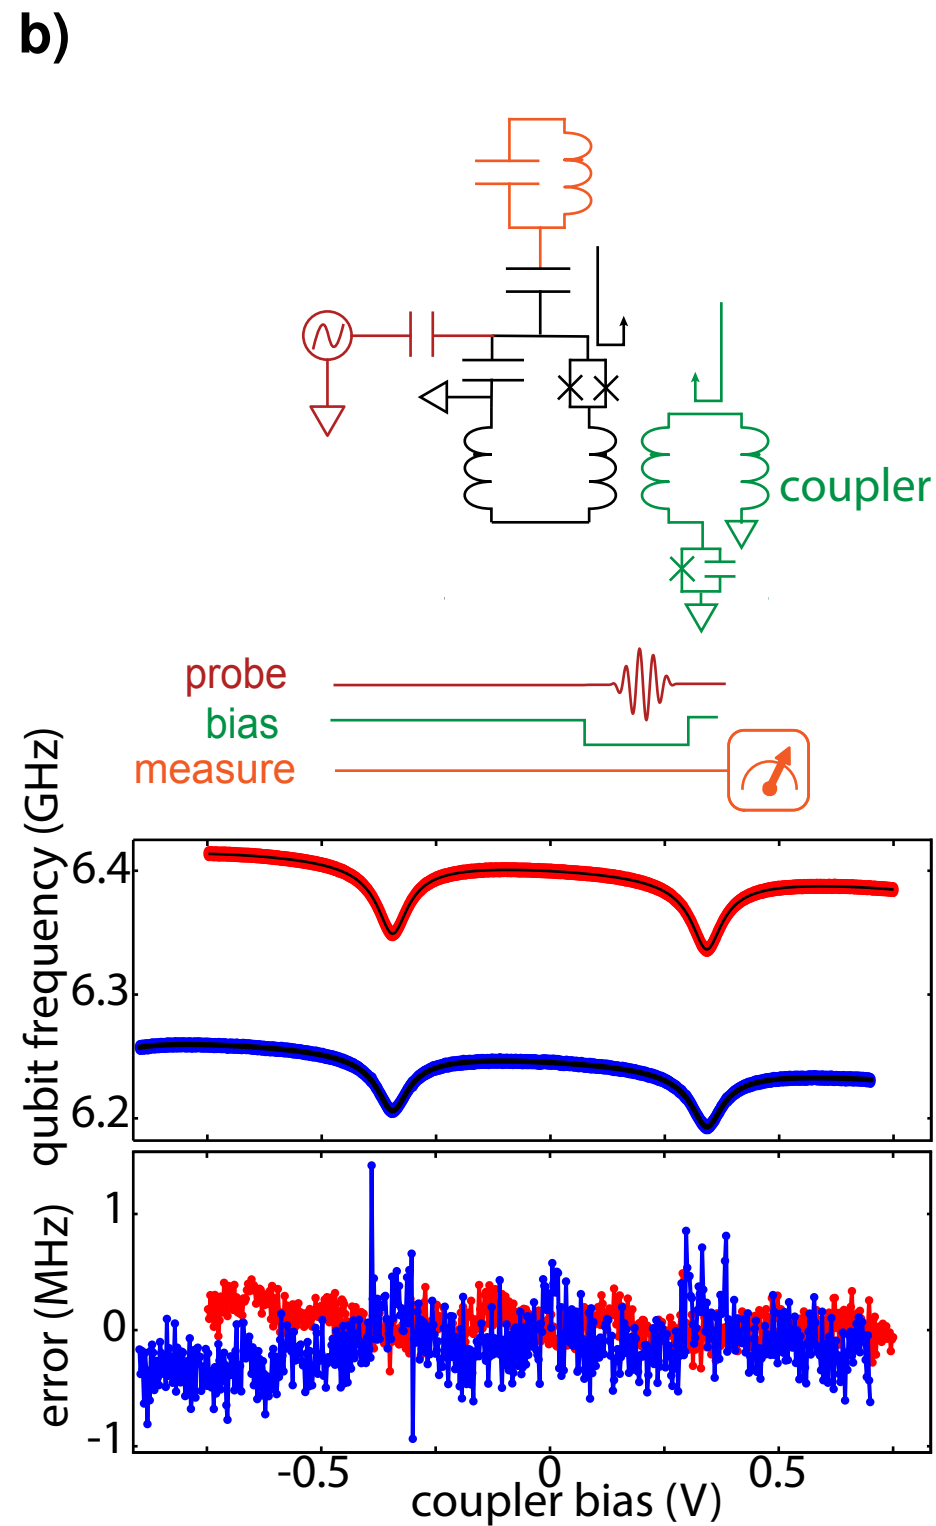 b)
coupler
probe
bias
measure
qubit frequency (GHz)
6.4
6.3
6.2
error (MHz)
1
0
-1
-0.5
0
0.5
coupler bias (V)